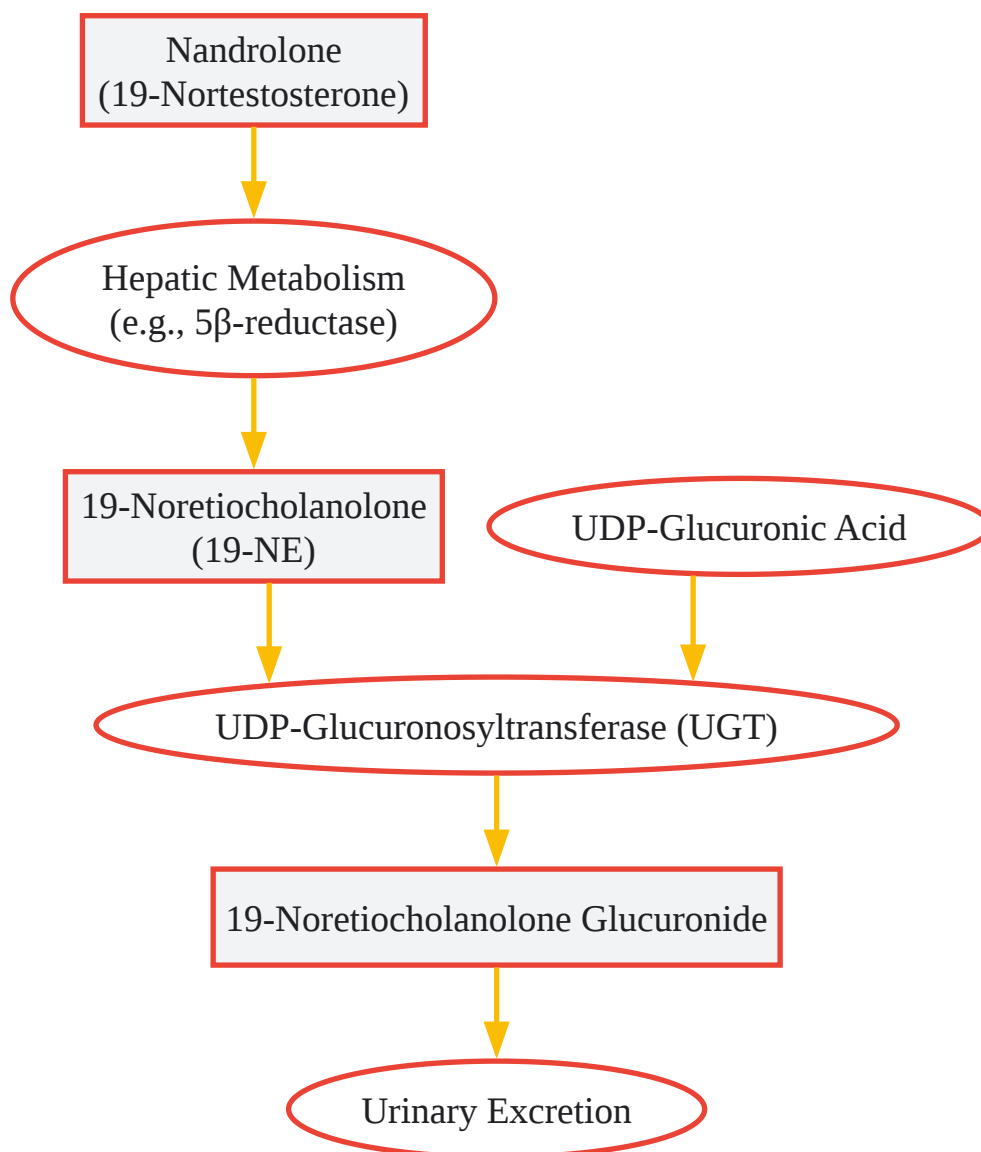 Nandrolone
(19-Nortestosterone)
Hepatic Metabolism
(e.g., 5β-reductase)
19-Noretiocholanolone
(19-NE)
UDP-Glucuronic Acid
UDP-Glucuronosyltransferase (UGT)
19-Noretiocholanolone Glucuronide
Urinary Excretion